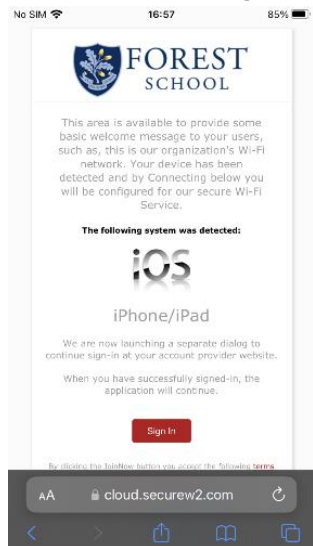 No SIM 16:57 85%
FOREST
SCHOOL
This area is available to provide some
basic welcome message to your users,
such as, this is our organization's Wi-Fi
network. Your device has been
detected and by Connecting below you
will be configured for our secure Wi-Fi
Service.
The following system was detected:
iOS
iPhone/iPad
We are now launching a separate dialog to
continue sign-in at your account provider website.
When you have successfully signed-in, the
application will continue.
Sign In
By clicking the JoinNow button you accept the following terms
AA cloud.securew2.com